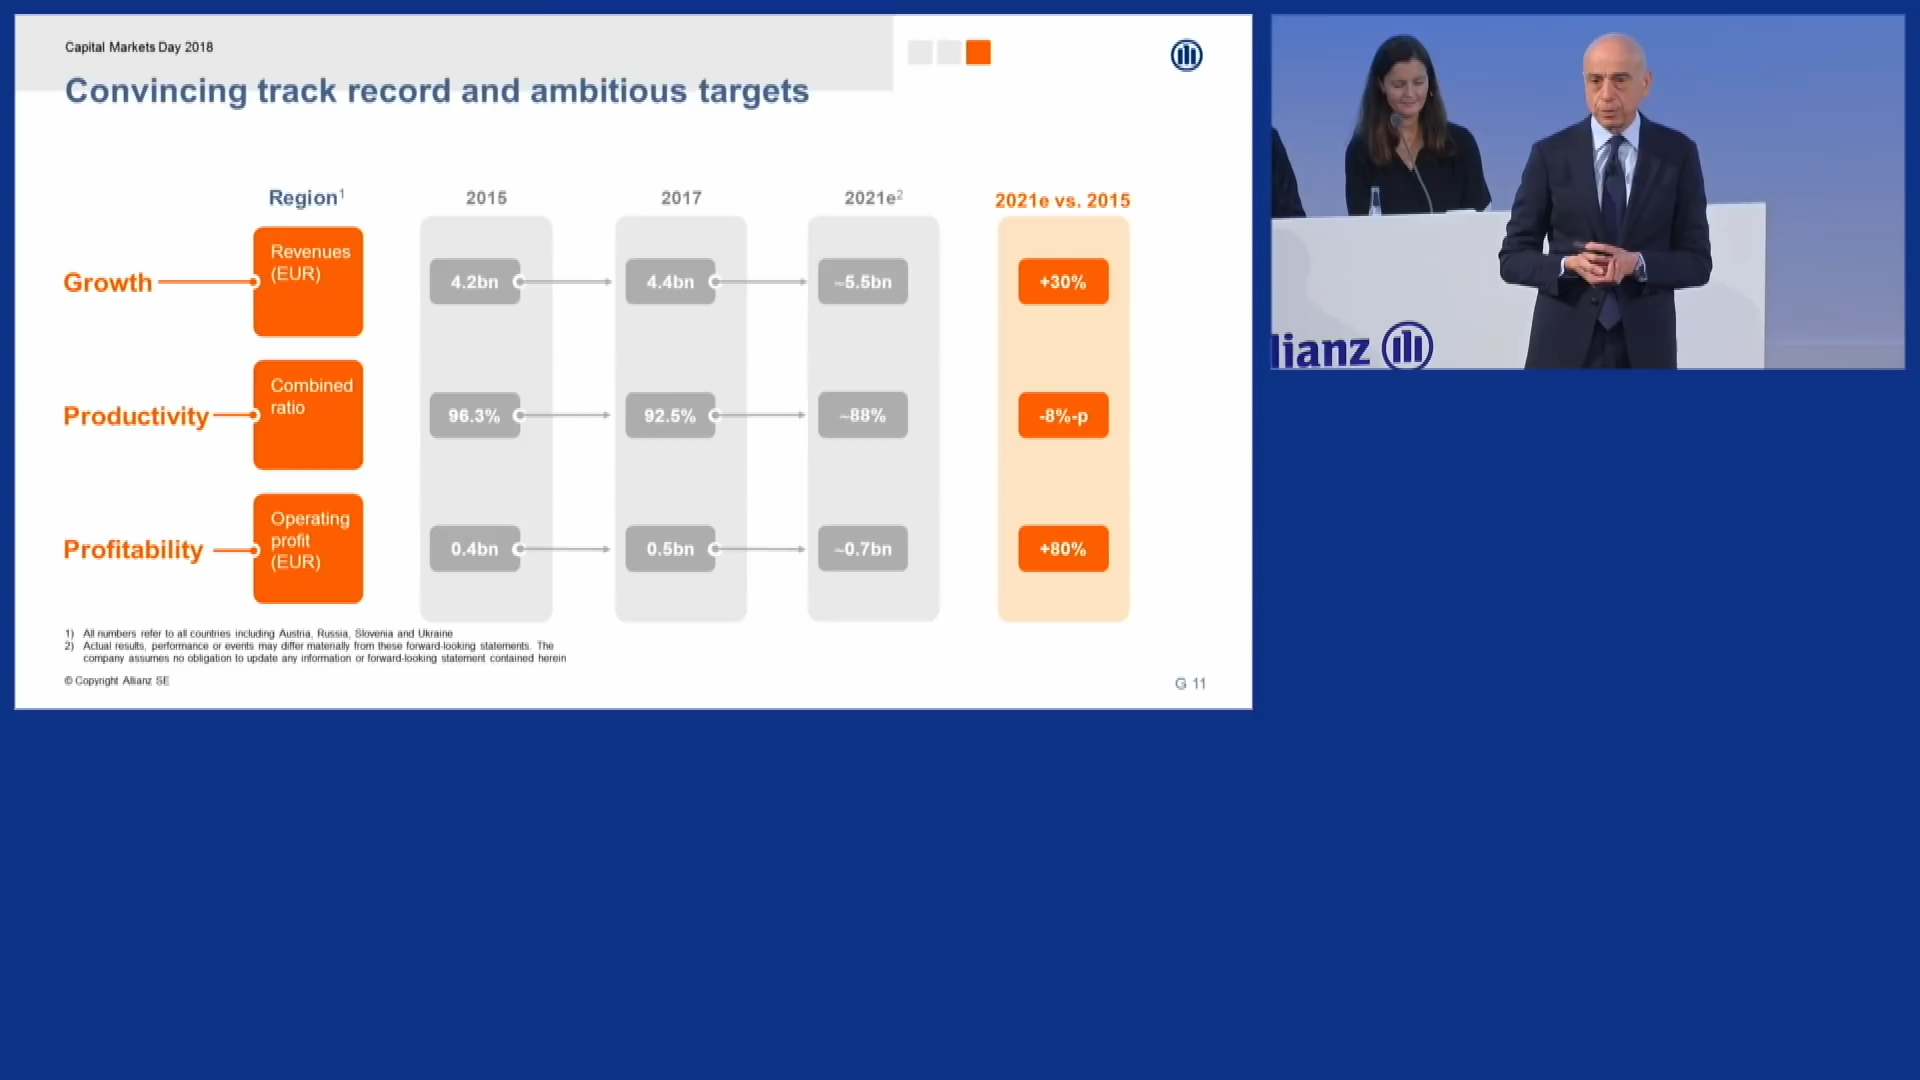 Capital Markets Day 2018
Convincing track record and ambitious targets
Region1
2015
2017
2021e2
2021e vs. 2015
Growth
Revenues
(EUR)
4.2bn
4.4bn
~5.5bn
+30%
Productivity
Combined
ratio
96.3%
92.5%
~88%
-8%-p
Profitability
Operating
profit
(EUR)
0.4bn
0.5bn
~0.7bn
+80%
1) All numbers refer to all countries including Austria, Russia, Slovenia and Ukraine
2) Actual results, performance or events may differ materially from these forward-looking statements. The
company assumes no obligation to update any information or forward-looking statement contained herein
© Copyright Allianz SE
G 11
lianz